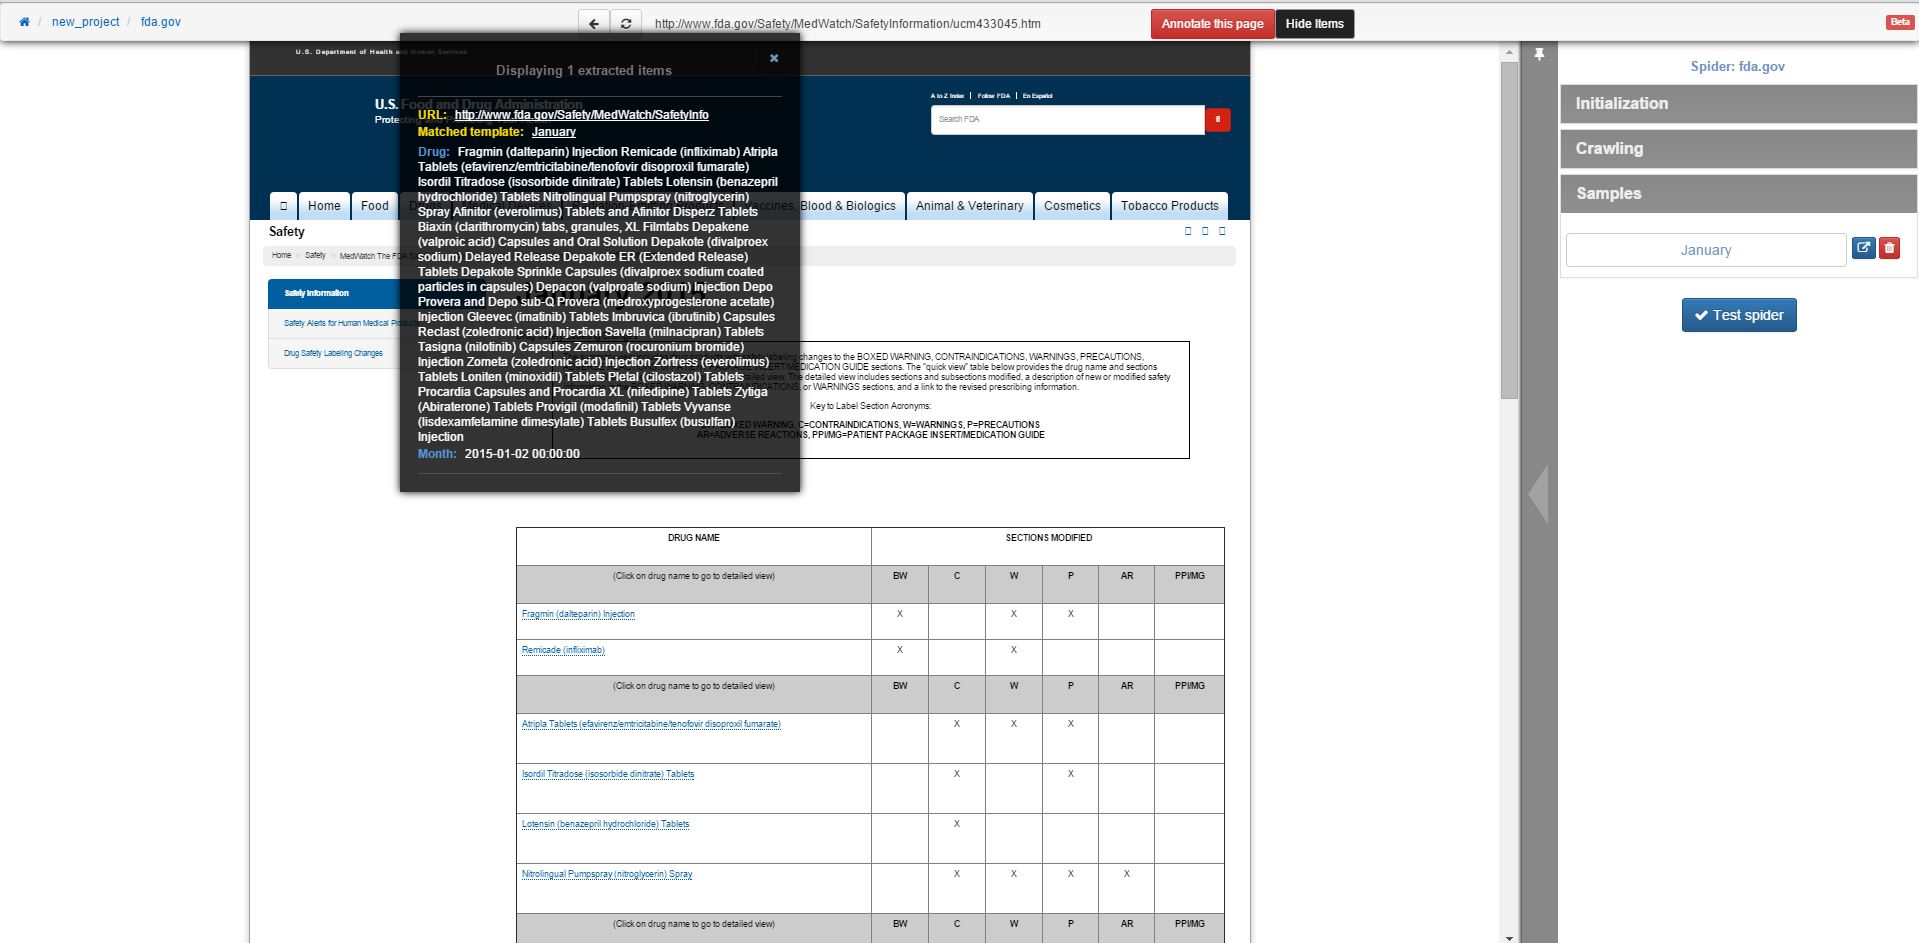 new_project / fda.gov
http://www.fda.gov/Safety/MedWatch/SafetyInformation/ucm433045.htm
Annotate this page
Hide Items
Beta
U.S. Department of Health and Human Services
U.S. Food and Drug Administration
A to Z Index | Follow FDA | En Español
Search FDA
Home
Food
Vaccines, Blood & Biologics
Animal & Veterinary
Cosmetics
Tobacco Products
Safety
Home Safety MedWatch The FDA
Safety Information
Safety Alerts for Human Medical
Drug Safety Labeling Changes
Displaying 1 extracted items
URL: http://www.fda.gov/Safety/MedWatch/SafetyInfo
Matched template: January
Drug: Fragmin (dalteparin) Injection Remicade (infliximab) Atripla
Tablets (efavirenz/emtricitabine/tenofovir disoproxil fumarate)
Isordil Titradose (isosorbide dinitrate) Tablets Lotensin (benazepril
hydrochloride) Tablets Nitrolingual Pumpspray (nitroglycerin)
Spray Afinitor (everolimus) Tablets and Afinitor Disperz Tablets
Biaxin (clarithromycin) tabs, granules, XL Filmtabs Depakene
(valproic acid) Capsules and Oral Solution Depakote (divalproex
sodium) Delayed Release Depakote ER (Extended Release)
Tablets Depakote Sprinkle Capsules (divalproex sodium coated
particles in capsules) Depacon (valproate sodium) Injection Depo
Provera and Depo sub-Q Provera (medroxyprogesterone acetate)
Injection Gleevec (imatinib) Tablets Imbruvica (ibrutinib) Capsules
Reclast (zoledronic acid) Injection Savella (milnacipran) Tablets
Tasigna (nilotinib) Capsules Zemuron (rocuronium bromide)
Injection Zometa (zoledronic acid) Injection Zortress (everolimus)
Tablets Loniten (minoxidil) Tablets Pletal (cilostazol) Tablets
Procardia Capsules and Procardia XL (nifedipine) Tablets Zytiga
(Abiraterone) Tablets Provigil (modafinil) Tablets Vyvanse
(lisdexamfetamine dimesylate) Tablets Busulfex (busulfan)
Injection
Month: 2015-01-02 00:00:00
January 2015
changes to the BOXED WARNING, CONTRAINDICATIONS, WARNINGS, PRECAUTIONS,
INSERT/MEDICATION GUIDE sections. The "quick view" table below provides the drug name and sections
detailed view. The detailed view includes sections and subsections modified, a description of new or modified safety
or WARNINGS sections, and a link to the revised prescribing information.
Key to Label Section Acronyms:
WARNING, C=CONTRAINDICATIONS, W=WARNINGS, P=PRECAUTIONS
AR=ADVERSE REACTIONS, PPI/MG=PATIENT PACKAGE INSERT/MEDICATION GUIDE
DRUG NAME SECTIONS MODIFIED
(Click on drug name to go to detailed view) BW C W P AR PPI/MG
Fragmin (dalteparin) Injection X X X
Remicade (infliximab) X X
(Click on drug name to go to detailed view) BW C W P AR PPI/MG
Atripla Tablets (efavirenz/emtricitabine/tenofovir disoproxil fumarate) X X X
Isordil Titradose (isosorbide dinitrate) Tablets X X
Lotensin (benazepril hydrochloride) Tablets X
Nitrolingual Pumpspray (nitroglycerin) Spray X X X X
(Click on drug name to go to detailed view) BW C W P AR PPI/MG
Spider: fda.gov
Initialization
Crawling
Samples
January
Test spider